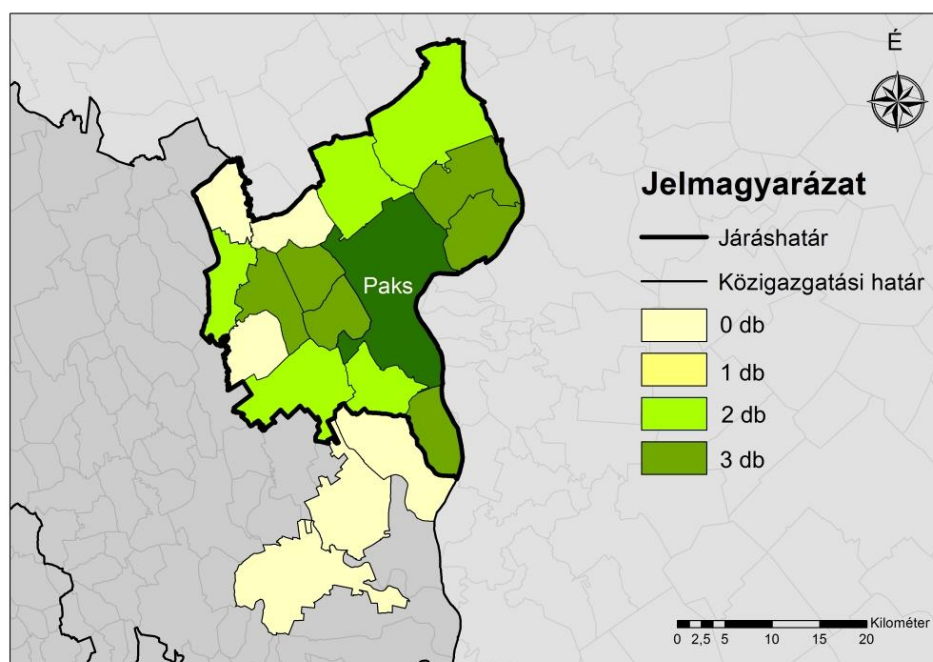 É
Jelmagyarázat
Járáshatár
Közigazgatási határ
0 db
1 db
2 db
3 db
Paks
Kilométer
0 2,5 5 10 15 20